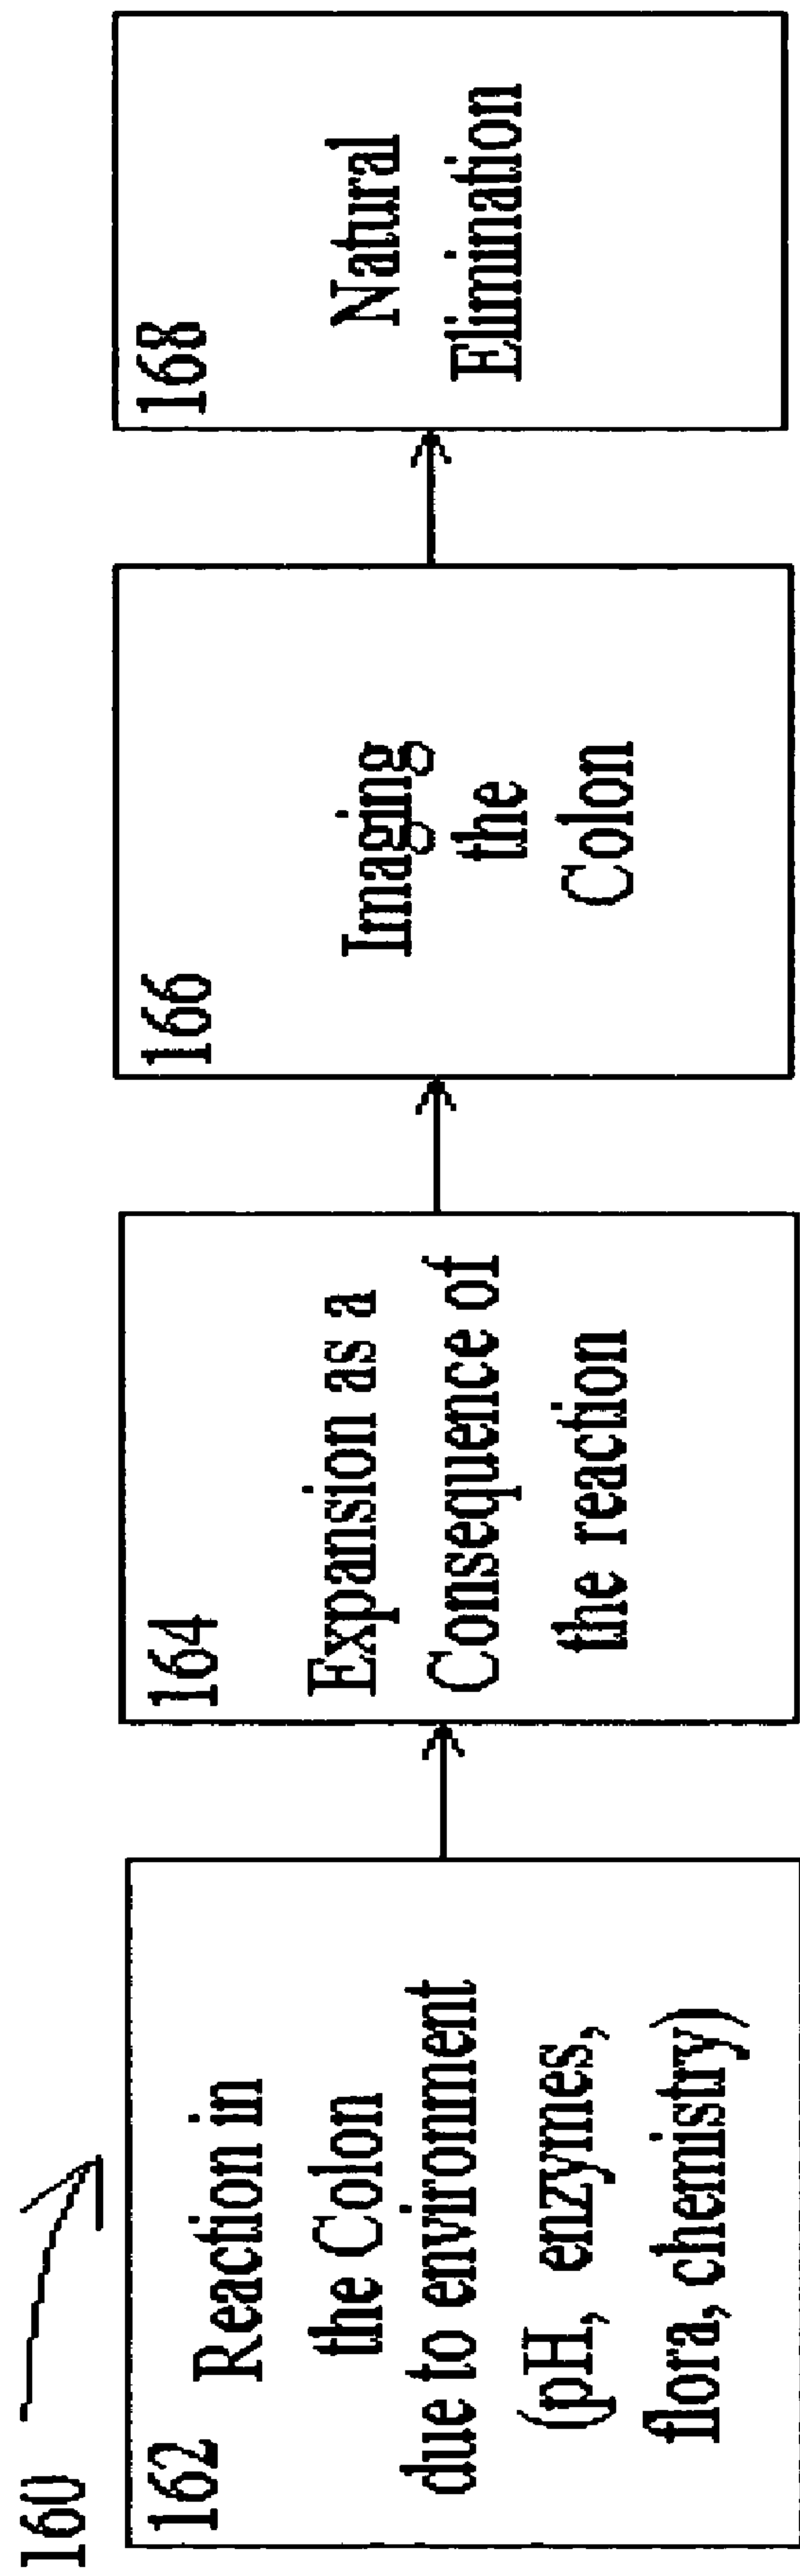 160
162
Reaction in
the Colon
due to environment
(pH, enzymes,
flora, chemistry)
164
Expansion as a
Consequence of
the reaction
166
Imaging
the
Colon
168
Natural
Elimination